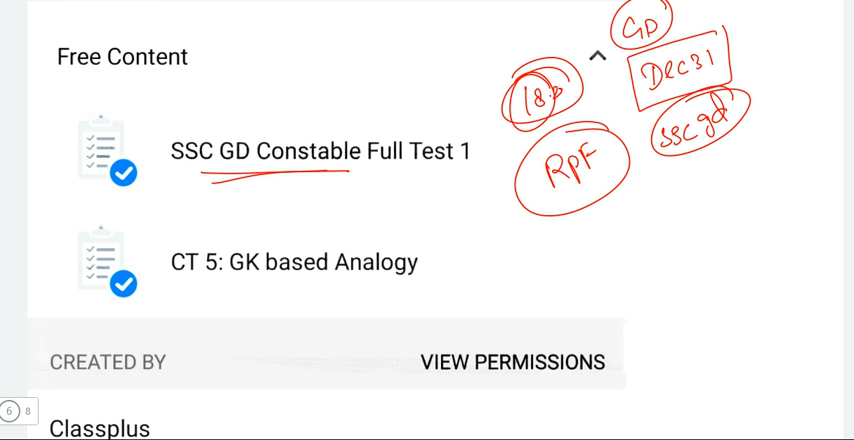 Free Content
GD
Dec 31
SSC gd
RPF
SSC GD Constable Full Test 1
CT 5: GK based Analogy
CREATED BY VIEW PERMISSIONS
6 8
Classplus